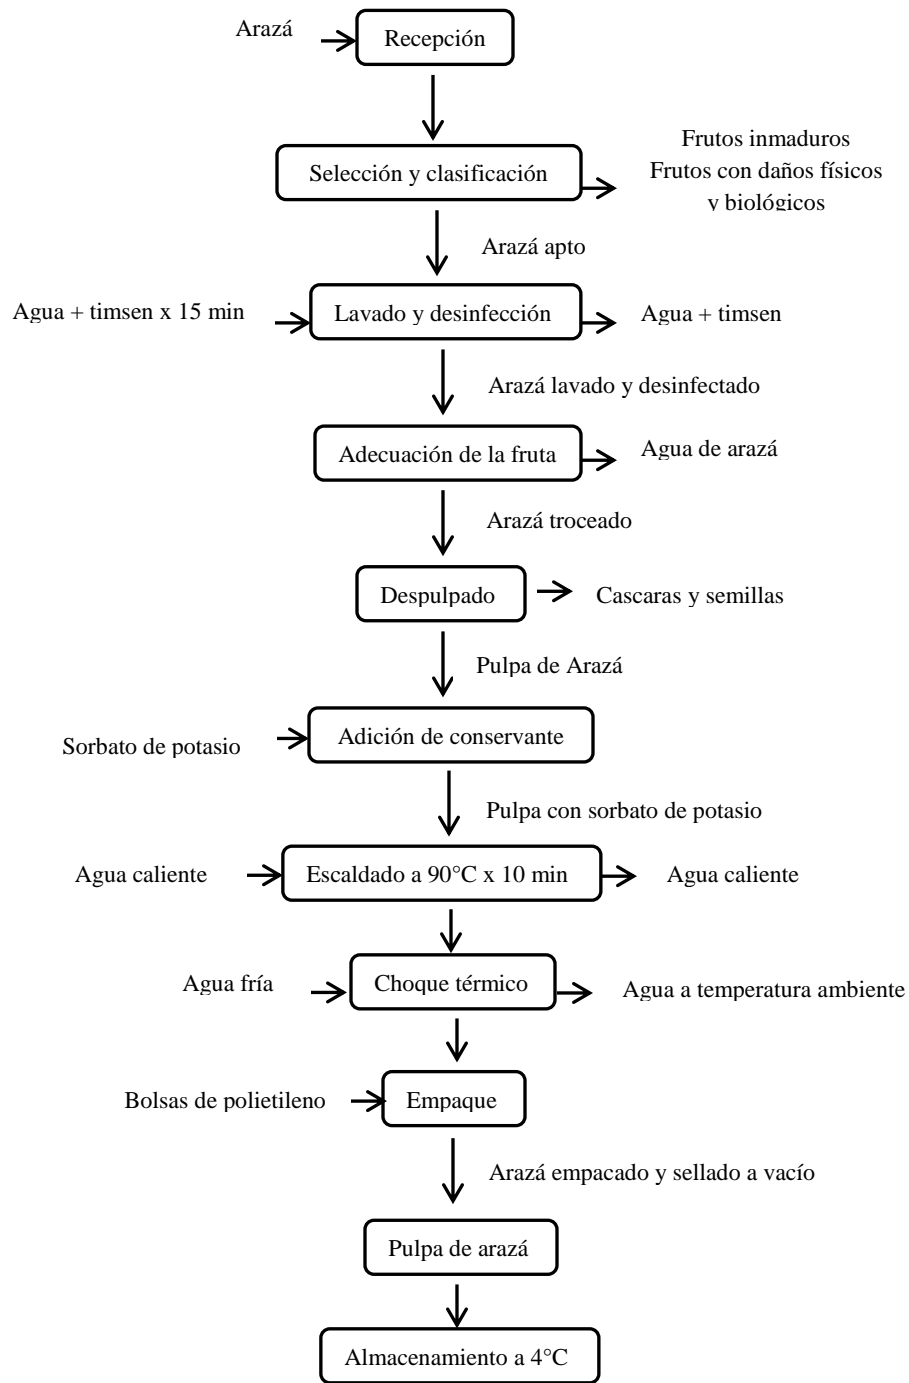 Arazá
Recepción
Selección y clasificación
Frutos inmaduros
Frutos con daños físicos
y biológicos
Arazá apto
Agua + timsen x 15 min
Lavado y desinfección
Agua + timsen
Arazá lavado y desinfectado
Adecuación de la fruta
Agua de arazá
Arazá troceado
Despulpado
Cascaras y semillas
Pulpa de Arazá
Sorbato de potasio
Adición de conservante
Pulpa con sorbato de potasio
Agua caliente
Escaldado a 90°C x 10 min
Agua caliente
Agua fría
Choque térmico
Agua a temperatura ambiente
Bolsas de polietileno
Empaque
Arazá empacado y sellado a vacío
Pulpa de arazá
Almacenamiento a 4°C